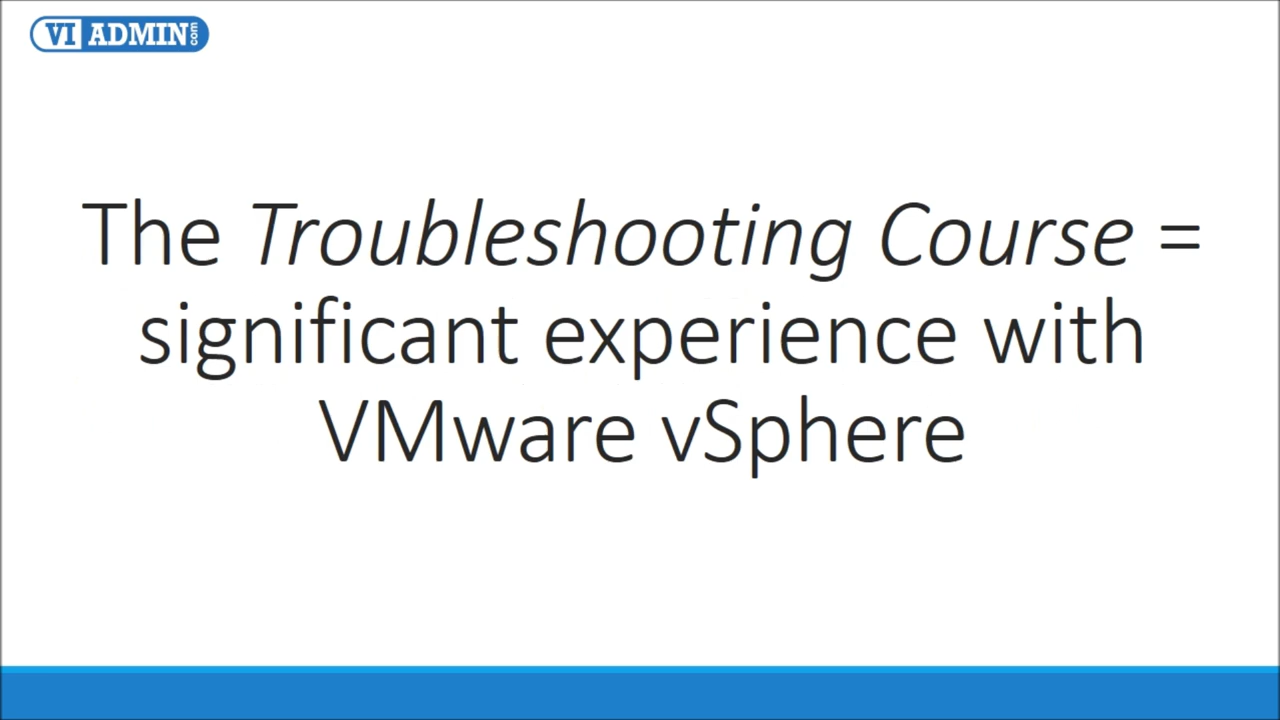 VI ADMIN.com
The Troubleshooting Course =
significant experience with
VMware vSphere